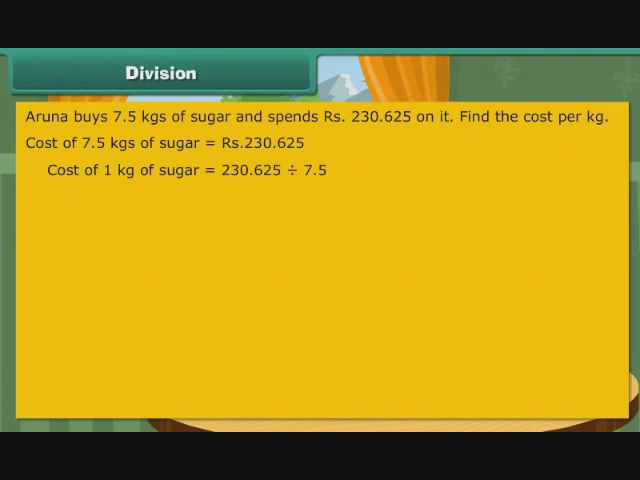 Division
Aruna buys 7.5 kgs of sugar and spends Rs. 230.625 on it. Find the cost per kg.
Cost of 7.5 kgs of sugar = Rs.230.625
Cost of 1 kg of sugar = 230.625 ÷ 7.5